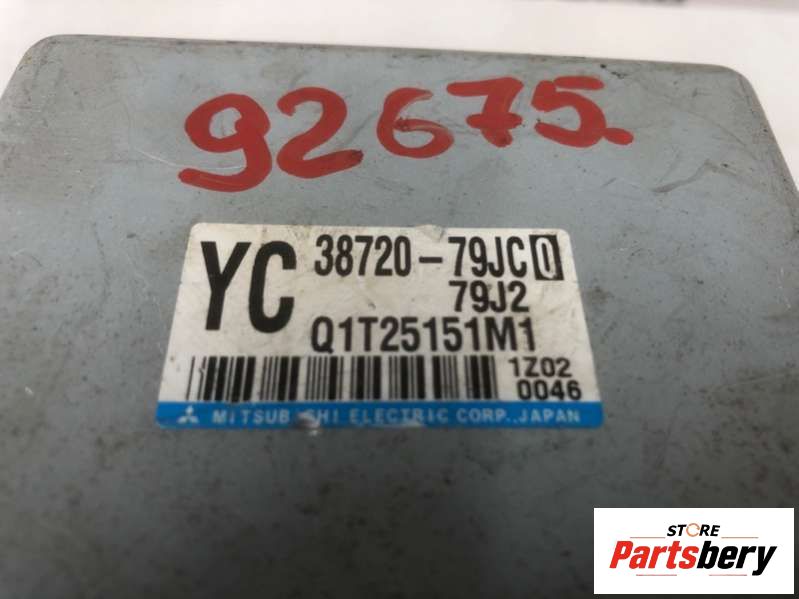 92675.
YC 38720-79JC0
79J2
Q1T25151M1
1Z02
0046
MITSUBISHI ELECTRIC CORP., JAPAN
STORE
Partsbery